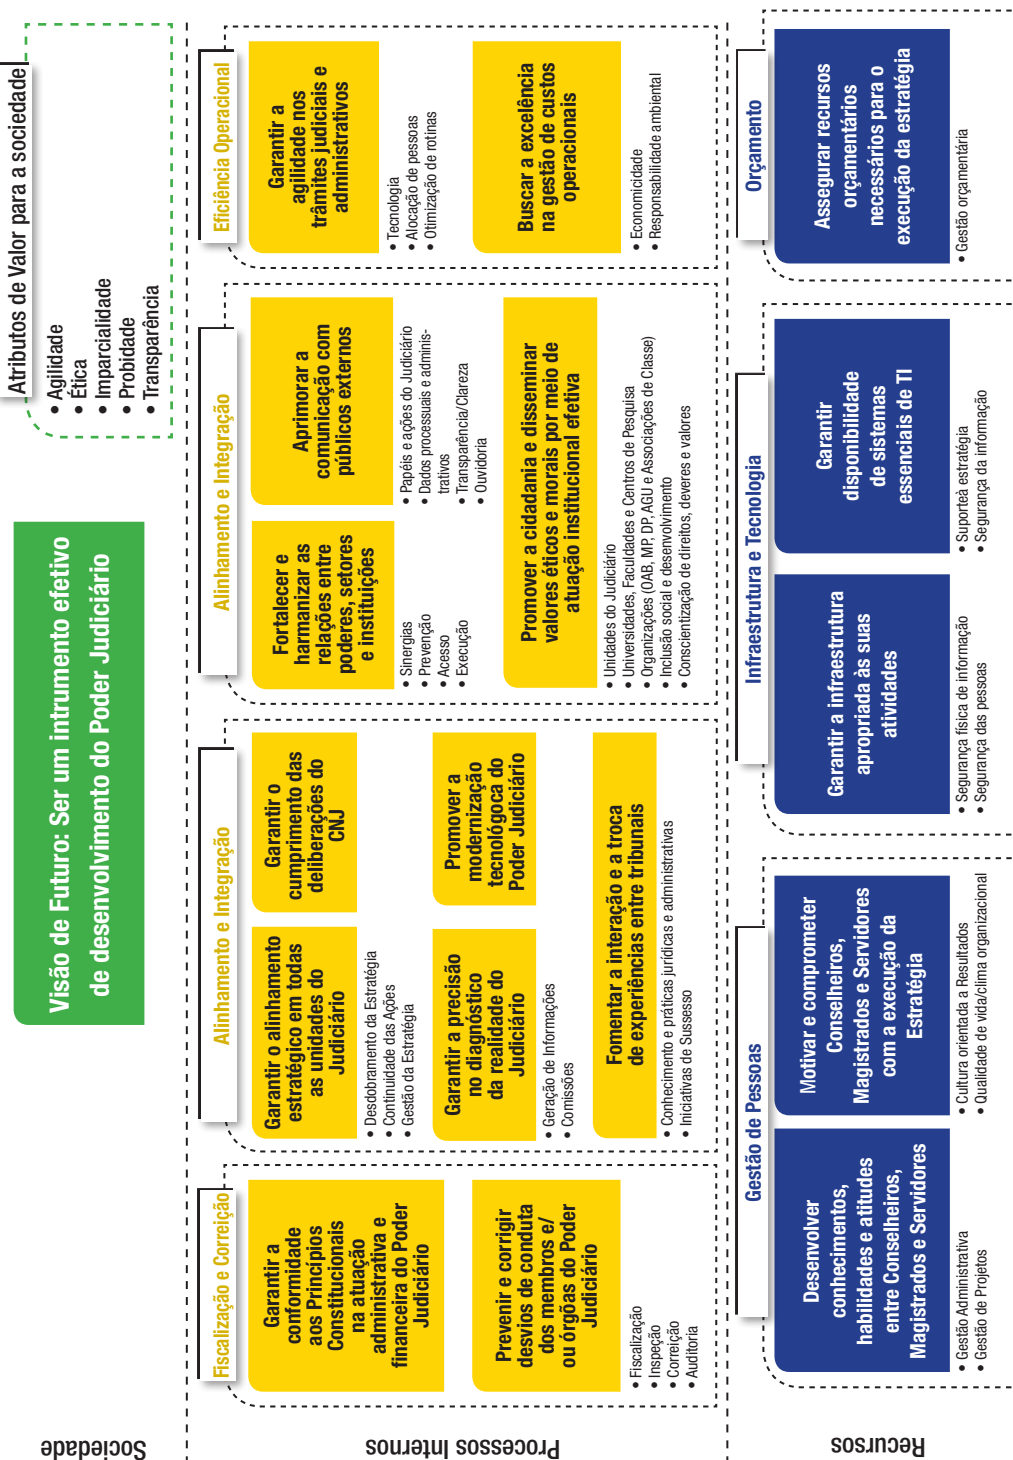 Sociedade
Visão de Futuro: Ser um intrumento efetivo
de desenvolvimento do Poder Judiciário
Atributos de Valor para a sociedade
• Agilidade
• Ética
• Imparcialidade
• Probidade
• Transparência
Processos Internos
Fiscalização e Correição
Garantir a
conformidade
aos Princípios
Constitucionais
na atuação
administrativa e
financeira do Poder
Judiciário
Prevenir e corrigir
desvios de conduta
dos membros e/
ou órgãos do Poder
Judiciário
• Fiscalização
• Inspeção
• Correição
• Auditoria
Alinhamento e Integração
Garantir o alinhamento
estratégico em todas
as unidades do
Judiciário
• Desdobramento da Estratégia
• Continuidade das Ações
• Gestão da Estratégia
Garantir o
cumprimento das
deliberações do
CNJ
Garantir a precisão
no diagnóstico
da realidade do
Judiciário
• Geração de Informações
• Comissões
Promover a
modernização
tecnológoca do
Poder Judiciário
Fomentar a interação e a troca
de experiências entre tribunais
• Conhecimento e práticas jurídicas e administrativas
• Iniciativas de Sussesso
Alinhamento e Integração
Fortalecer e
harmonizar as
relações entre
poderes, setores
e instituições
• Sinergias
• Prevenção
• Acesso
• Execução
Aprimorar a
comunicação com
públicos externos
• Papéis e ações do Judiciário
• Dados processuais e adminis-
trativos
• Transparência/Clareza
• Ouvidoria
Promover a cidadania e disseminar
valores éticos e morais por meio de
atuação institucional efetiva
• Unidades do Judiciário
• Universidades, Faculdades e Centros de Pesquisa
• Organizações (OAB, MP, DP, AGU e Associações de Classe)
• Inclusão social e desenvolvimento
• Conscientização de direitos, deveres e valores
Eficiência Operacional
Garantir a
agilidade nos
trâmites judiciais e
administrativos
• Tecnologia
• Alocação de pessoas
• Otimização de rotinas
Buscar a exelência
na gestão de custos
operacionais
• Economicidade
• Responsabilidade ambiental
Recursos
Gestão de Pessoas
Desenvolver
conhecimentos,
habilidades e atitudes
entre Conselheiros,
Magistrados e Servidores
• Gestão Administrativa
• Gestão de Projetos
Motivar e comprometer
Conselheiros,
Magistrados e Servidores
com a execução da
Estratégia
• Cultura orientada a Resultados
• Qualidade de vida/clima organizacional
Infraestrutura e Tecnologia
Garantir a infraestrutura
apropriada às suas
atividades
• Segurança física de informação
• Segurança das pessoas
Garantir
disponibilidade
de sistemas
essenciais de TI
• Suporteà estratégia
• Segurança da informação
Orçamento
Assegurar recursos
orçamentários
necessários para o
execução da estratégia
• Gestão orçamentária